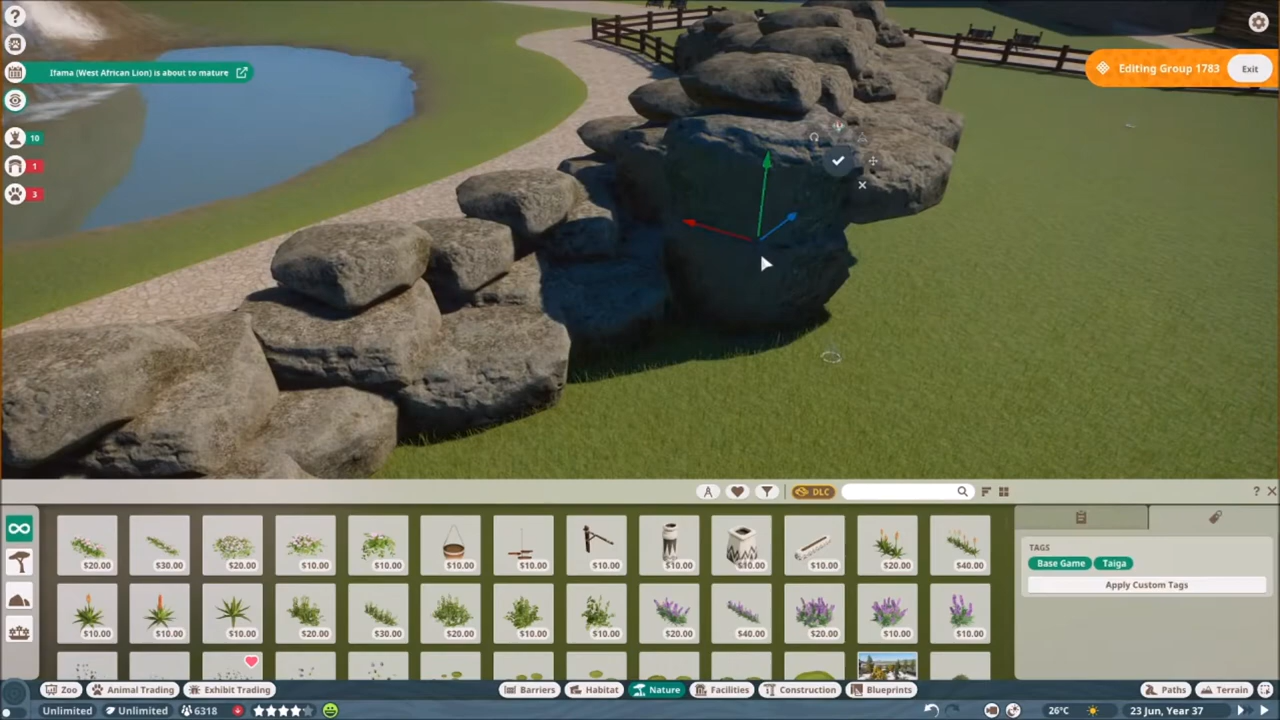 Ifama (West African Lion) is about to mature
Editing Group 1783
Exit
10
1
3
DLC
?
$20.00 $30.00 $20.00 $10.00 $10.00 $10.00 $10.00 $10.00 $10.00 $10.00 $10.00 $20.00 $40.00
$10.00 $10.00 $10.00 $20.00 $30.00 $20.00 $10.00 $10.00 $20.00 $40.00 $20.00 $10.00 $10.00
TAGS
Base Game Taiga
Apply Custom Tags
Zoo Animal Trading Exhibit Trading Barriers Habitat Nature Facilities Construction Blueprints Paths Terrain
Unlimited Unlimited 6318 26°C 23 Jun, Year 37